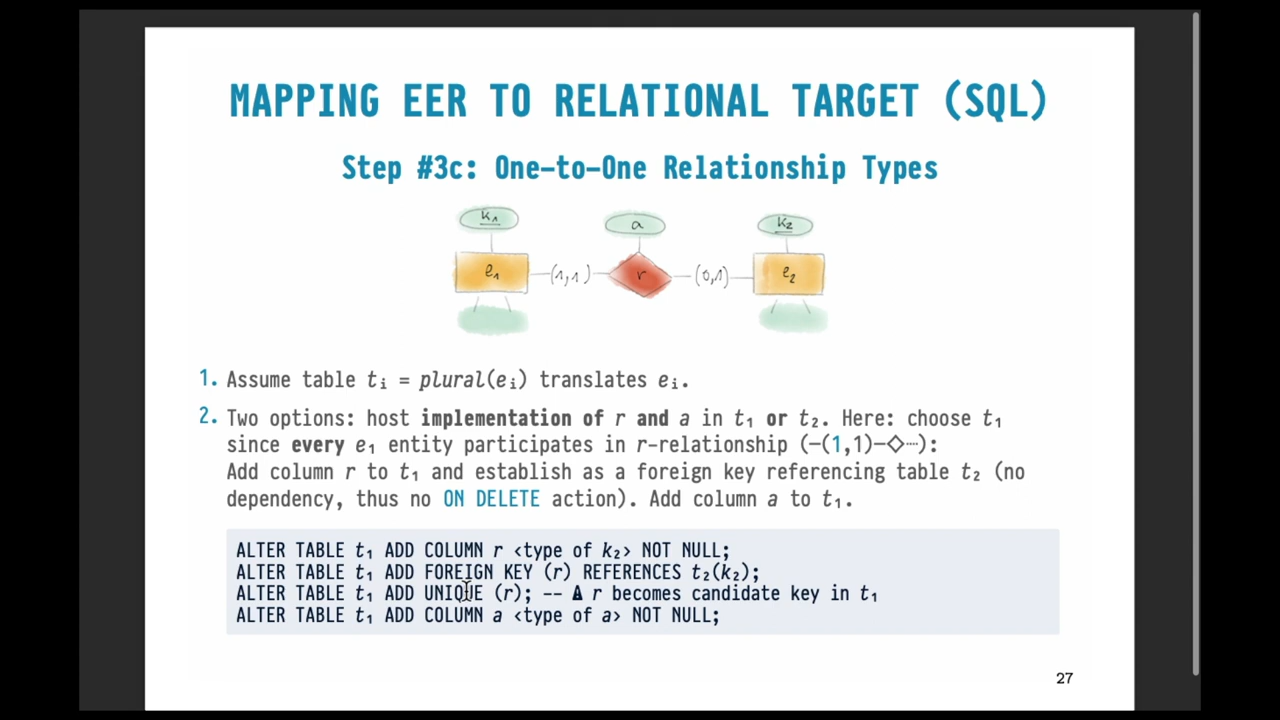 MAPPING EER TO RELATIONAL TARGET (SQL)
Step #3c: One-to-One Relationship Types
k₁ a k₂
e₁ (1,1) r (0,1) e₂
1. Assume table tᵢ = plural(eᵢ) translates eᵢ.
2. Two options: host implementation of r and a in t₁ or t₂. Here: choose t₁
since every e₁ entity participates in r-relationship (—(1,1)—◇┄):
Add column r to t₁ and establish as a foreign key referencing table t₂ (no
dependency, thus no ON DELETE action). Add column a to t₁.
ALTER TABLE t₁ ADD COLUMN r <type of k₂> NOT NULL;
ALTER TABLE t₁ ADD FOREIGN KEY (r) REFERENCES t₂(k₂);
ALTER TABLE t₁ ADD UNIQUE (r); -- ⚠ r becomes candidate key in t₁
ALTER TABLE t₁ ADD COLUMN a <type of a> NOT NULL;
27